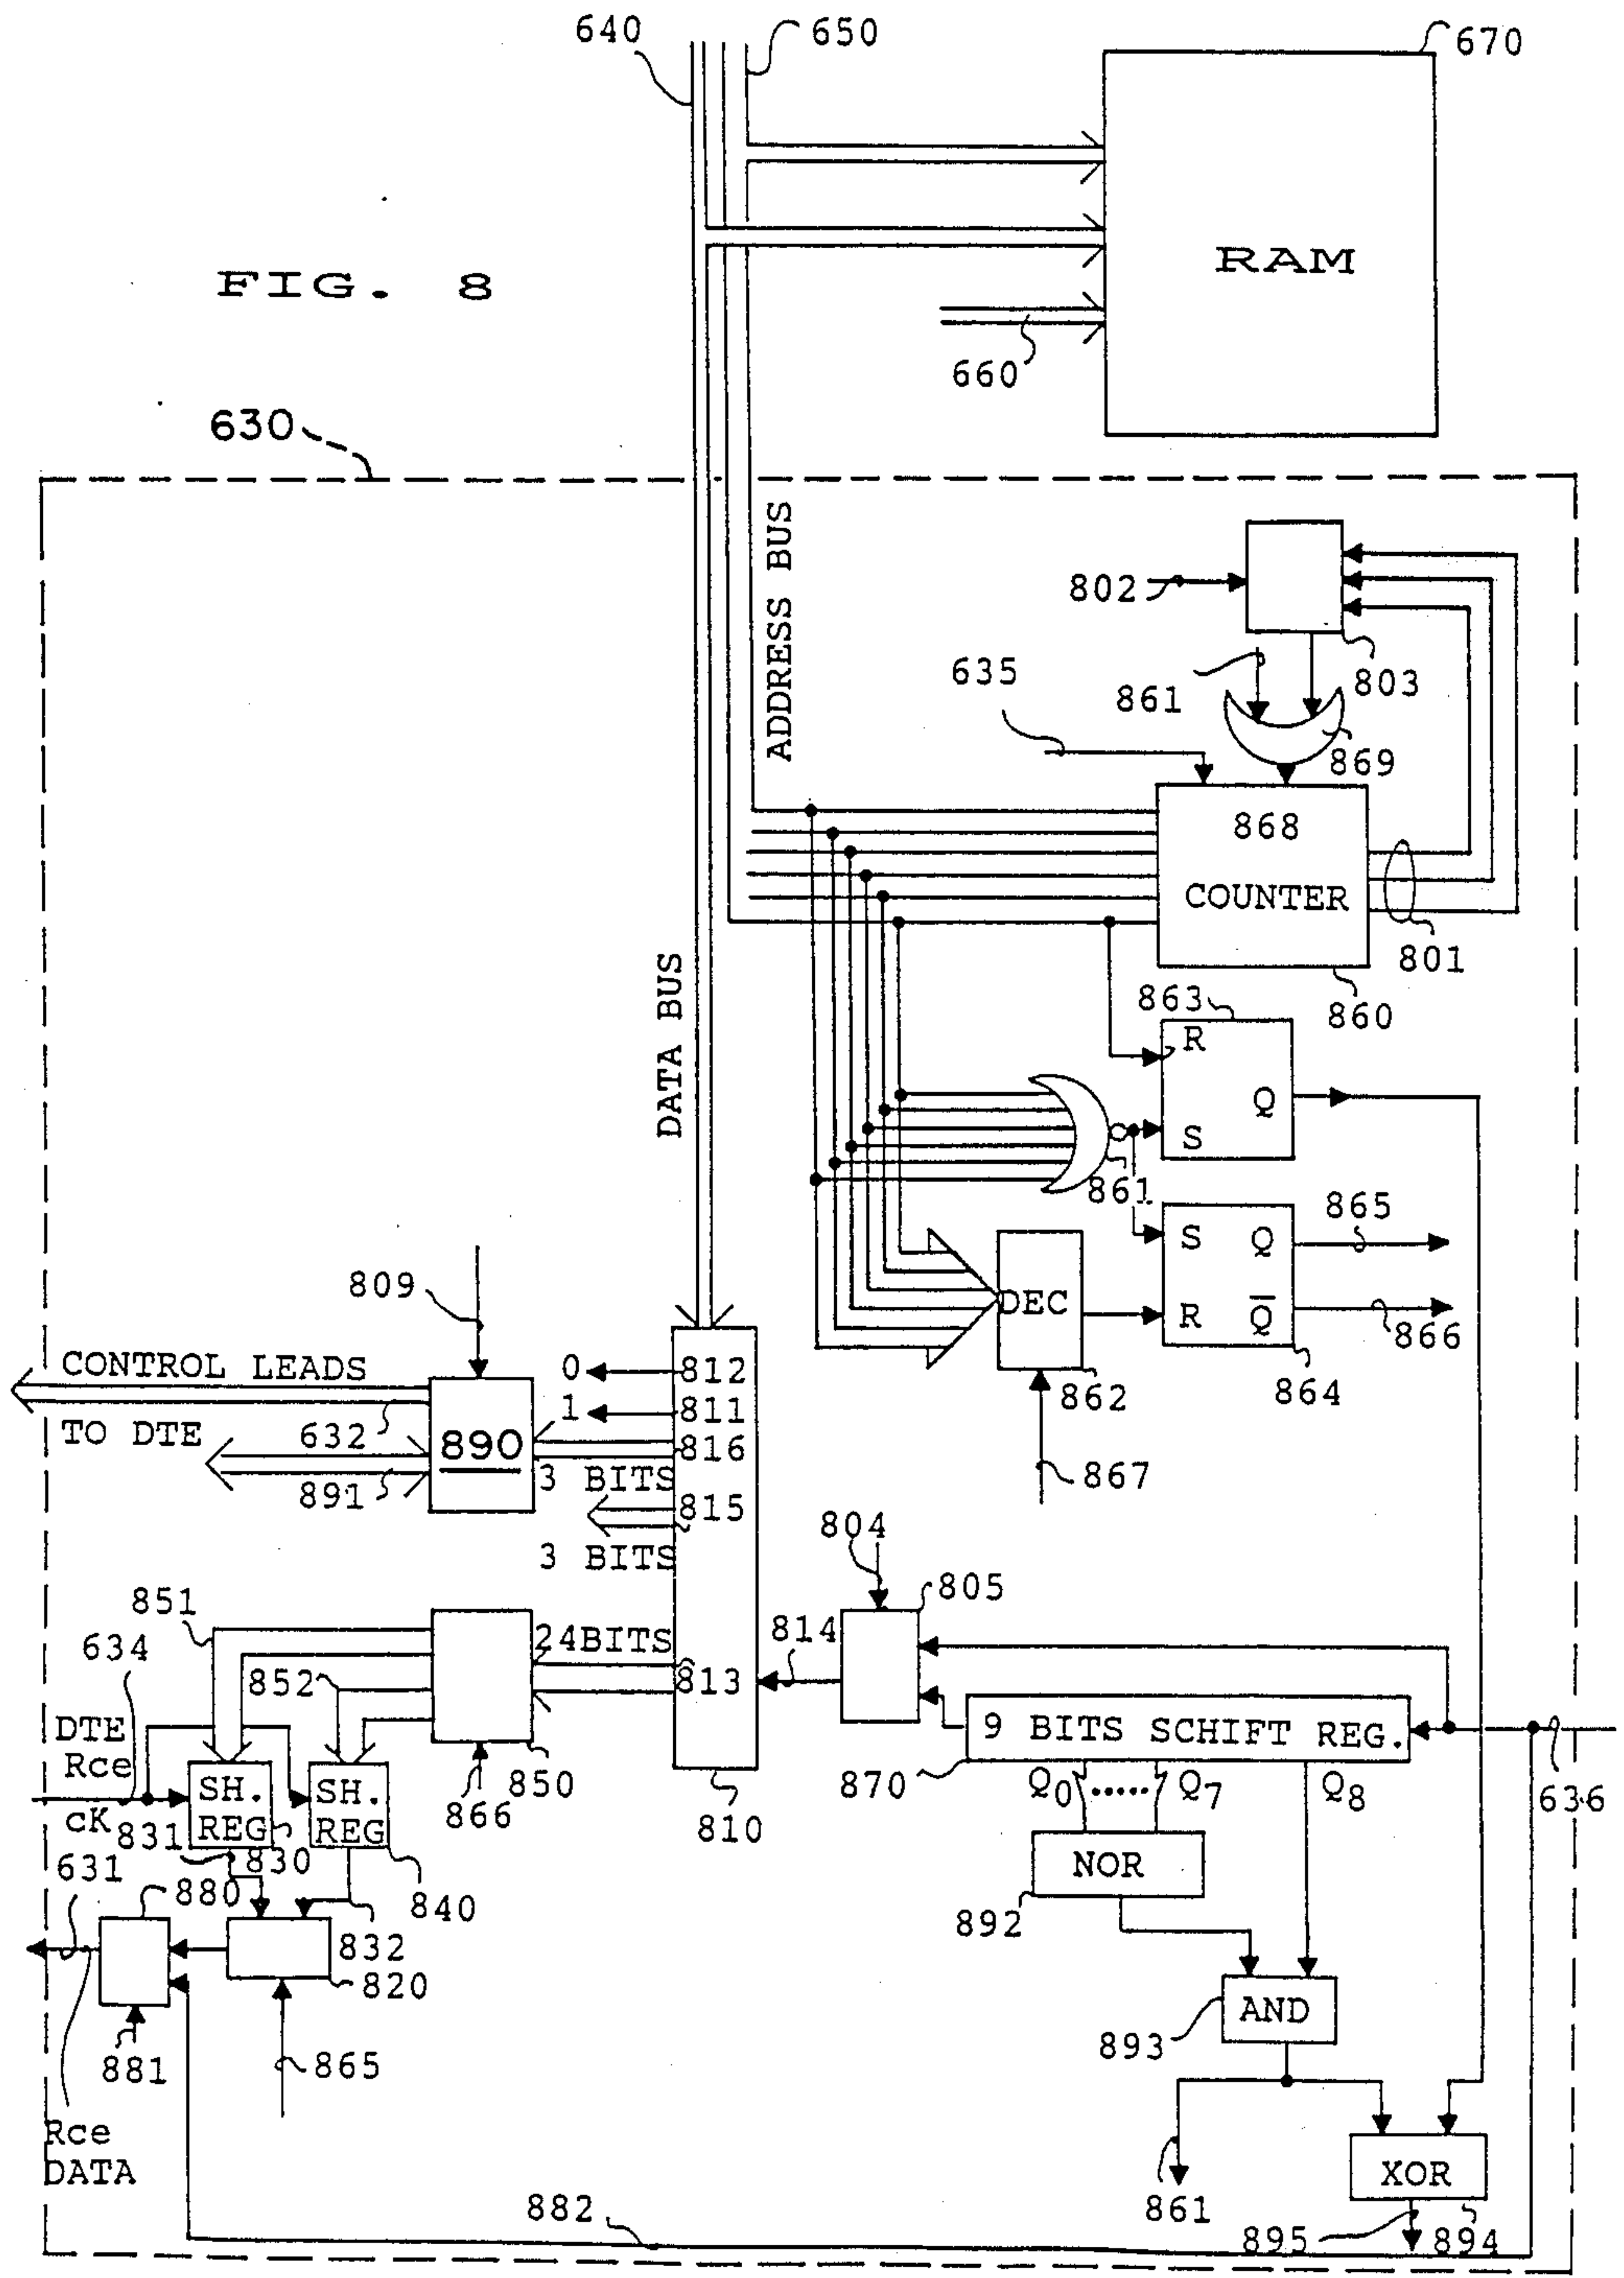 640
650
670
RAM
FIG. 8
660
630
ADDRESS BUS
802
803
635
861
869
868
COUNTER
801
860
DATA BUS
863
R
Q
S
861
865
S Q
DEC
R Q̅
866
862
864
867
809
CONTROL LEADS
TO DTE
632
890
891
0
812
1
811
816
3 BITS
815
3 BITS
804
805
851
634
852
24BITS
813
814
DTE
Rce
cK
831
SH.
REG
830
SH.
REG
866
850
810
9 BITS SCHIFT REG.
870
Q0 ..... Q7
Q8
636
NOR
892
631
880
840
832
820
AND
893
881
865
Rce
DATA
861
XOR
882
895
894